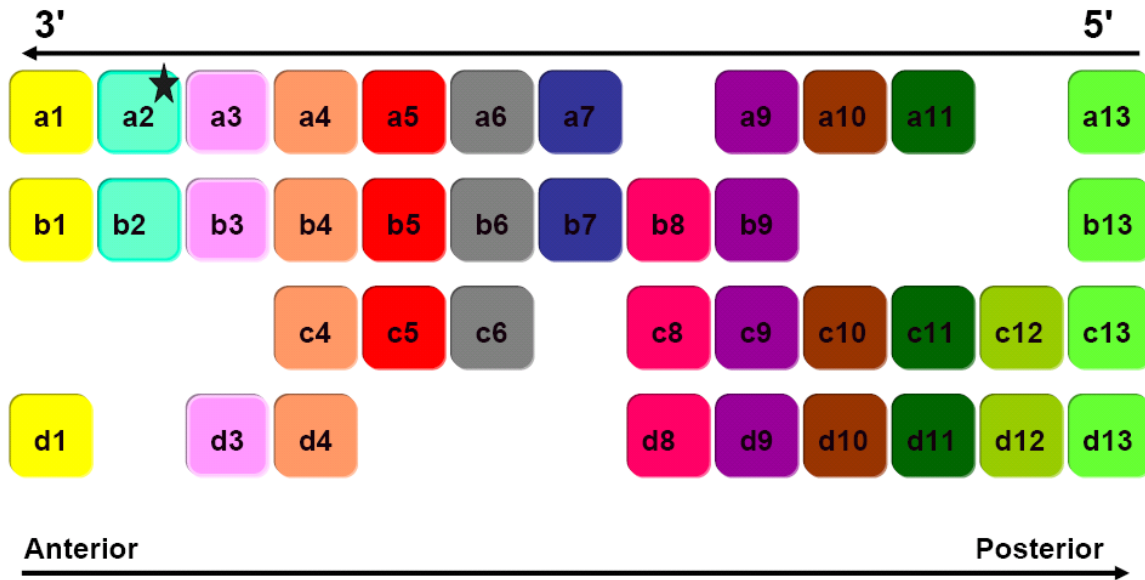 3' 5'
a1 a2 a3 a4 a5 a6 a7 a9 a10 a11 a13
b1 b2 b3 b4 b5 b6 b7 b8 b9 b13
c4 c5 c6 c8 c9 c10 c11 c12 c13
d1 d3 d4 d8 d9 d10 d11 d12 d13
Anterior Posterior